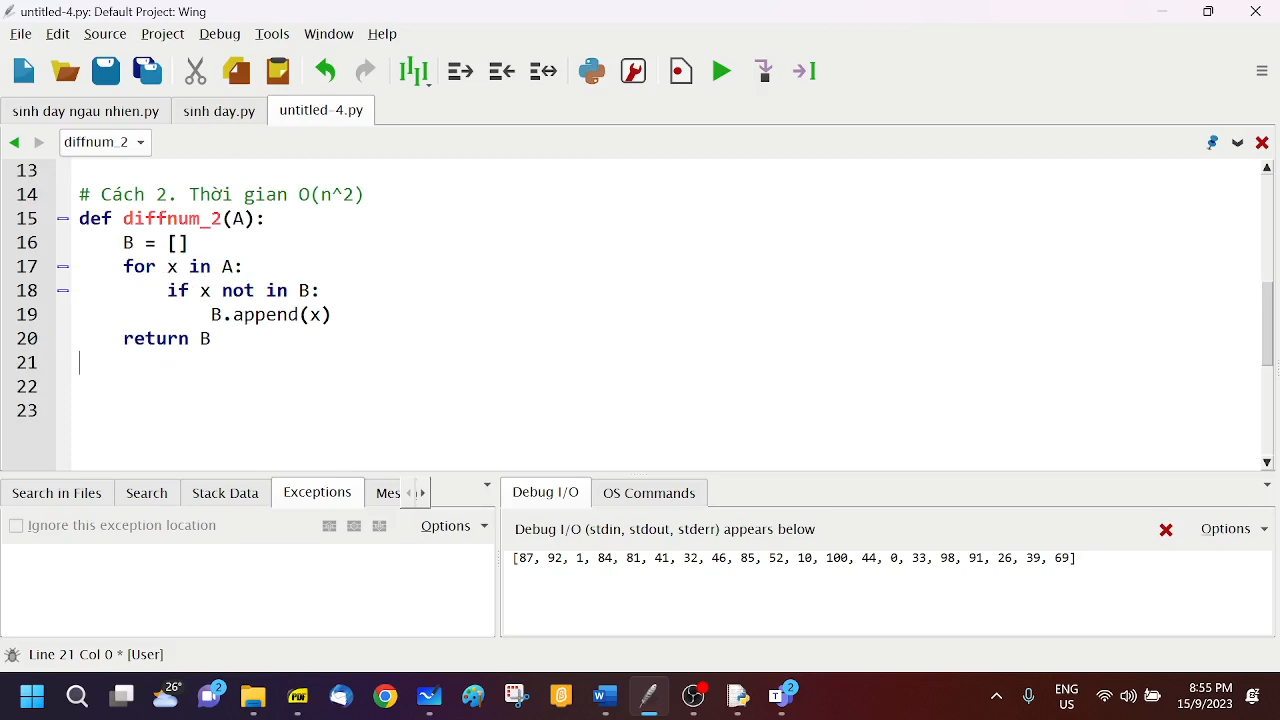 untitled-4.py: Default Project: Wing
File Edit Source Project Debug Tools Window Help
sinh day ngau nhien.py sinh day.py untitled-4.py
diffnum_2
13
14 # Cách 2. Thời gian O(n^2)
15 def diffnum_2(A):
16 B = []
17 for x in A:
18 if x not in B:
19 B.append(x)
20 return B
21
22
23
Search in Files Search Stack Data Exceptions Mes
Debug I/O OS Commands
Ignore this exception location Options
Debug I/O (stdin, stdout, stderr) appears below Options
[87, 92, 1, 84, 81, 41, 32, 46, 85, 52, 10, 100, 44, 0, 33, 98, 91, 26, 39, 69]
Line 21 Col 0 * [User]
26° 2 PDF 2 ENG US 8:55 PM 15/9/2023